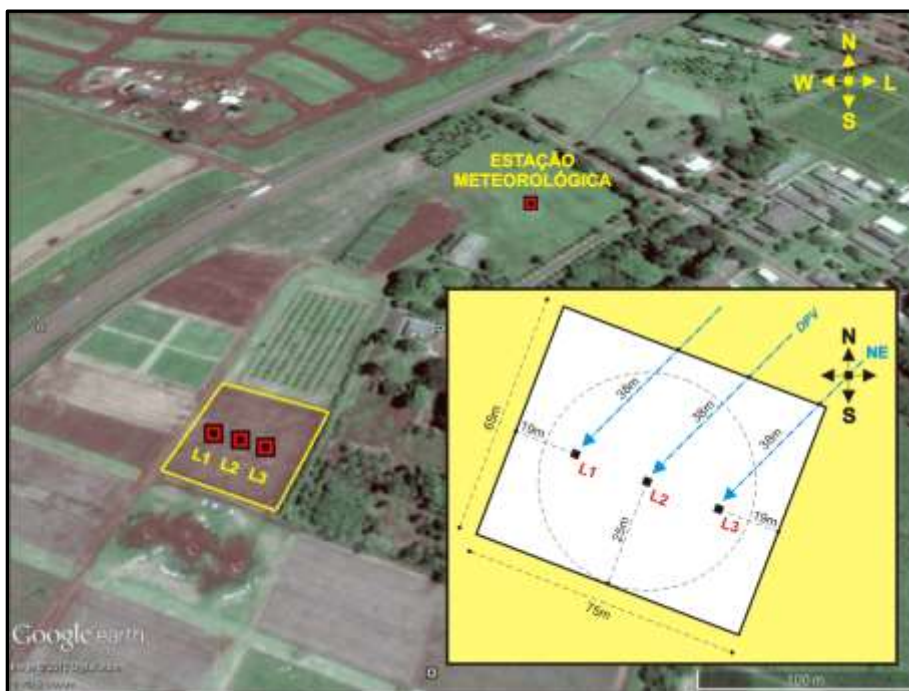 N
W L
S
ESTAÇÃO
METEOROLÓGICA
L1 L2 L3
DPV
NE
N
S
69m
38m
38m
38m
19m
L1
L2
L3
19m
25m
75m
Google earth
100 m